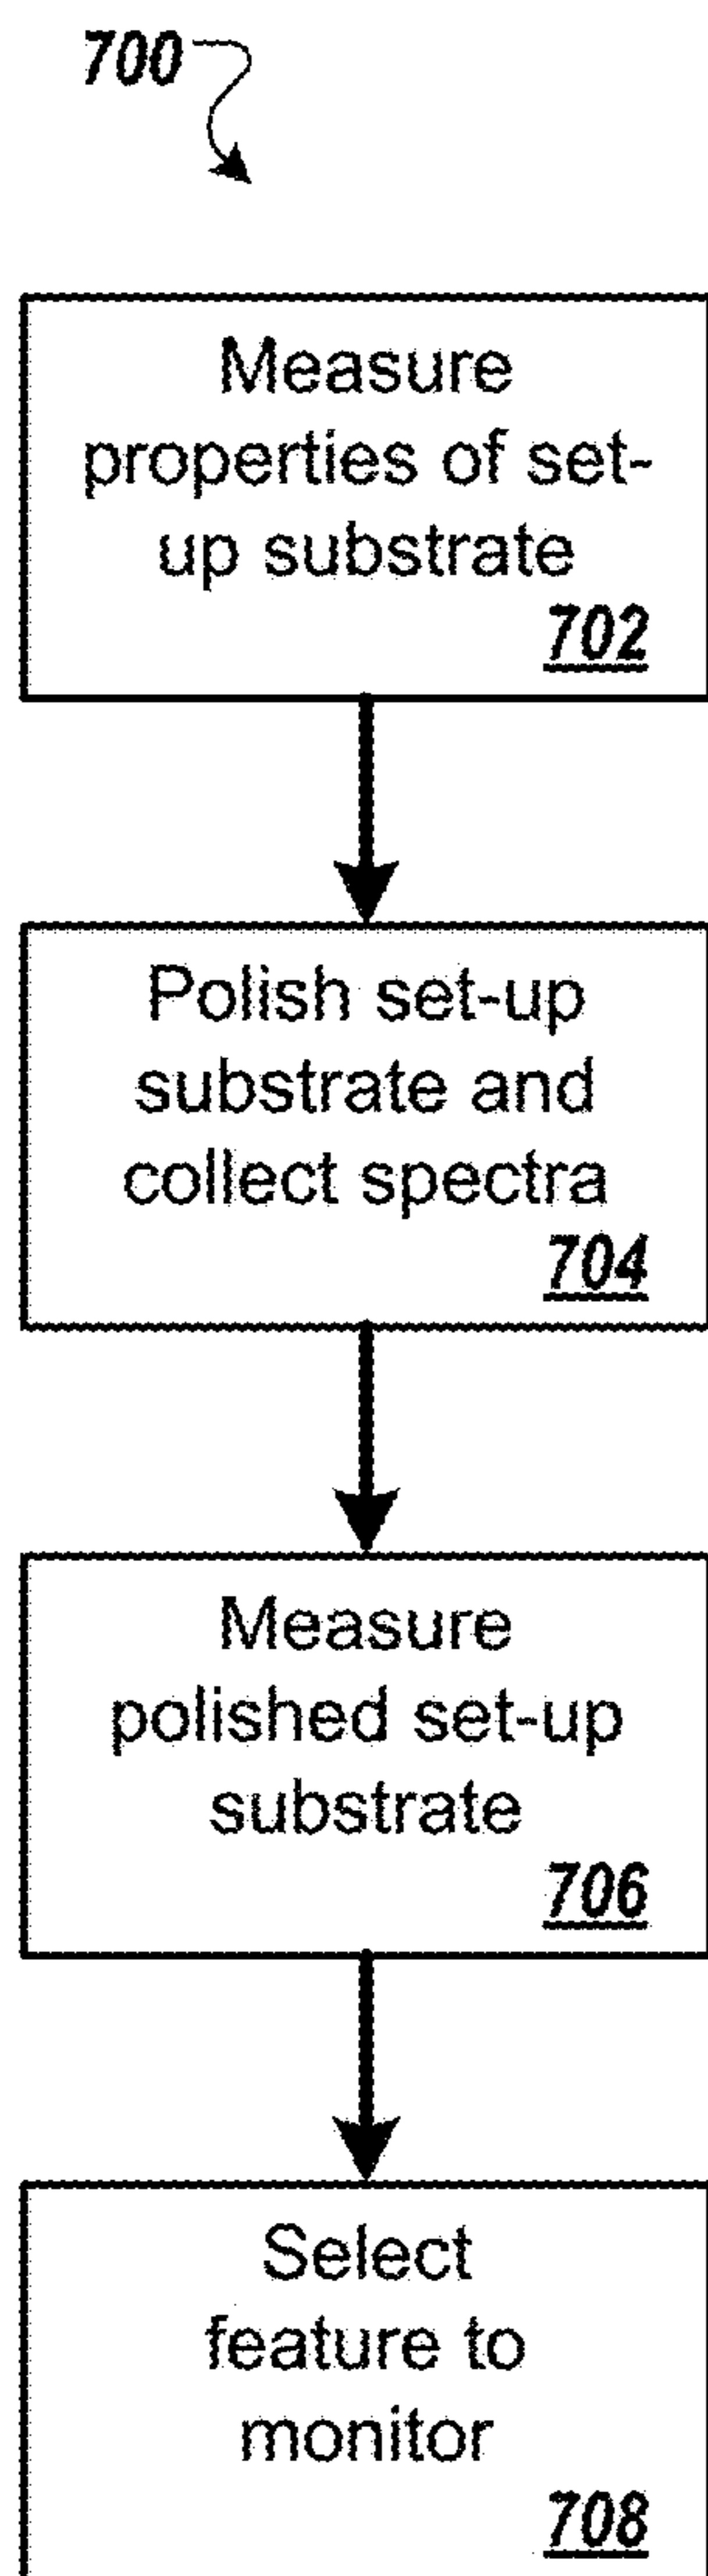 700
Measure
properties of set-
up substrate
702
Polish set-up
substrate and
collect spectra
704
Measure
polished set-up
substrate
706
Select
feature to
monitor
708